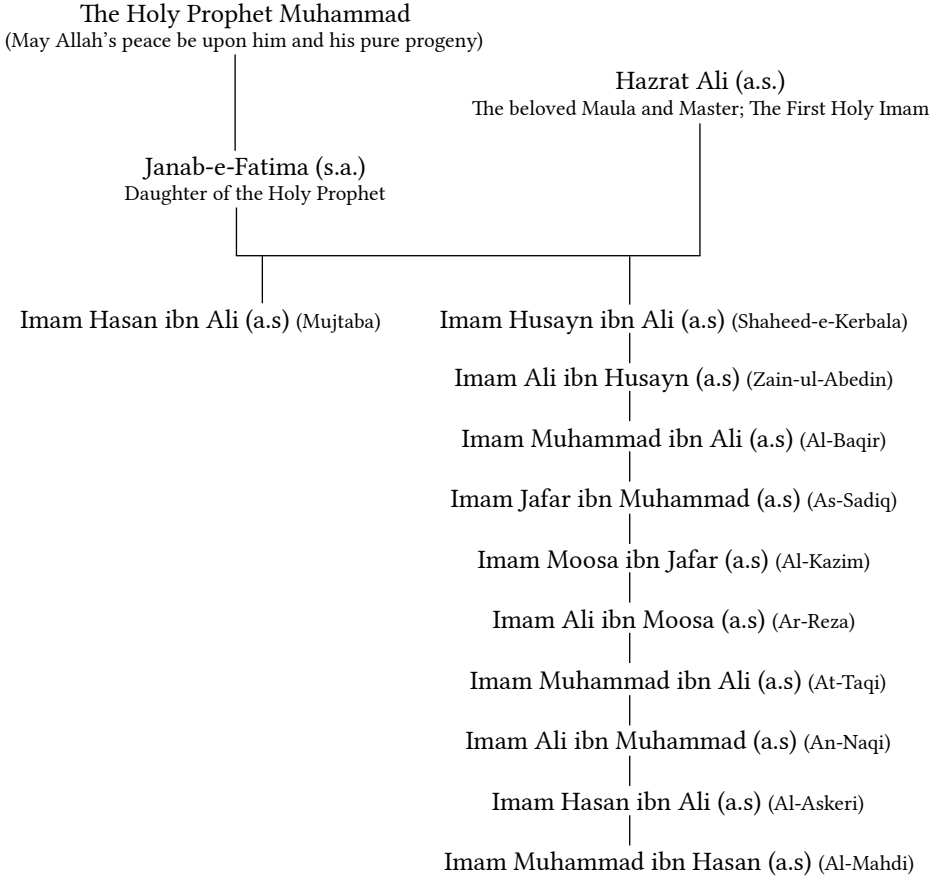 The Holy Prophet Muhammad
(May Allah’s peace be upon him and his pure progeny)
Hazrat Ali (a.s.)
The beloved Maula and Master; The First Holy Imam
Janab-e-Fatima (s.a.)
Daughter of the Holy Prophet
Imam Hasan ibn Ali (a.s) (Mujtaba)
Imam Husayn ibn Ali (a.s) (Shaheed-e-Kerbala)
Imam Ali ibn Husayn (a.s) (Zain-ul-Abedin)
Imam Muhammad ibn Ali (a.s) (Al-Baqir)
Imam Jafar ibn Muhammad (a.s) (As-Sadiq)
Imam Moosa ibn Jafar (a.s) (Al-Kazim)
Imam Ali ibn Moosa (a.s) (Ar-Reza)
Imam Muhammad ibn Ali (a.s) (At-Taqi)
Imam Ali ibn Muhammad (a.s) (An-Naqi)
Imam Hasan ibn Ali (a.s) (Al-Askeri)
Imam Muhammad ibn Hasan (a.s) (Al-Mahdi)